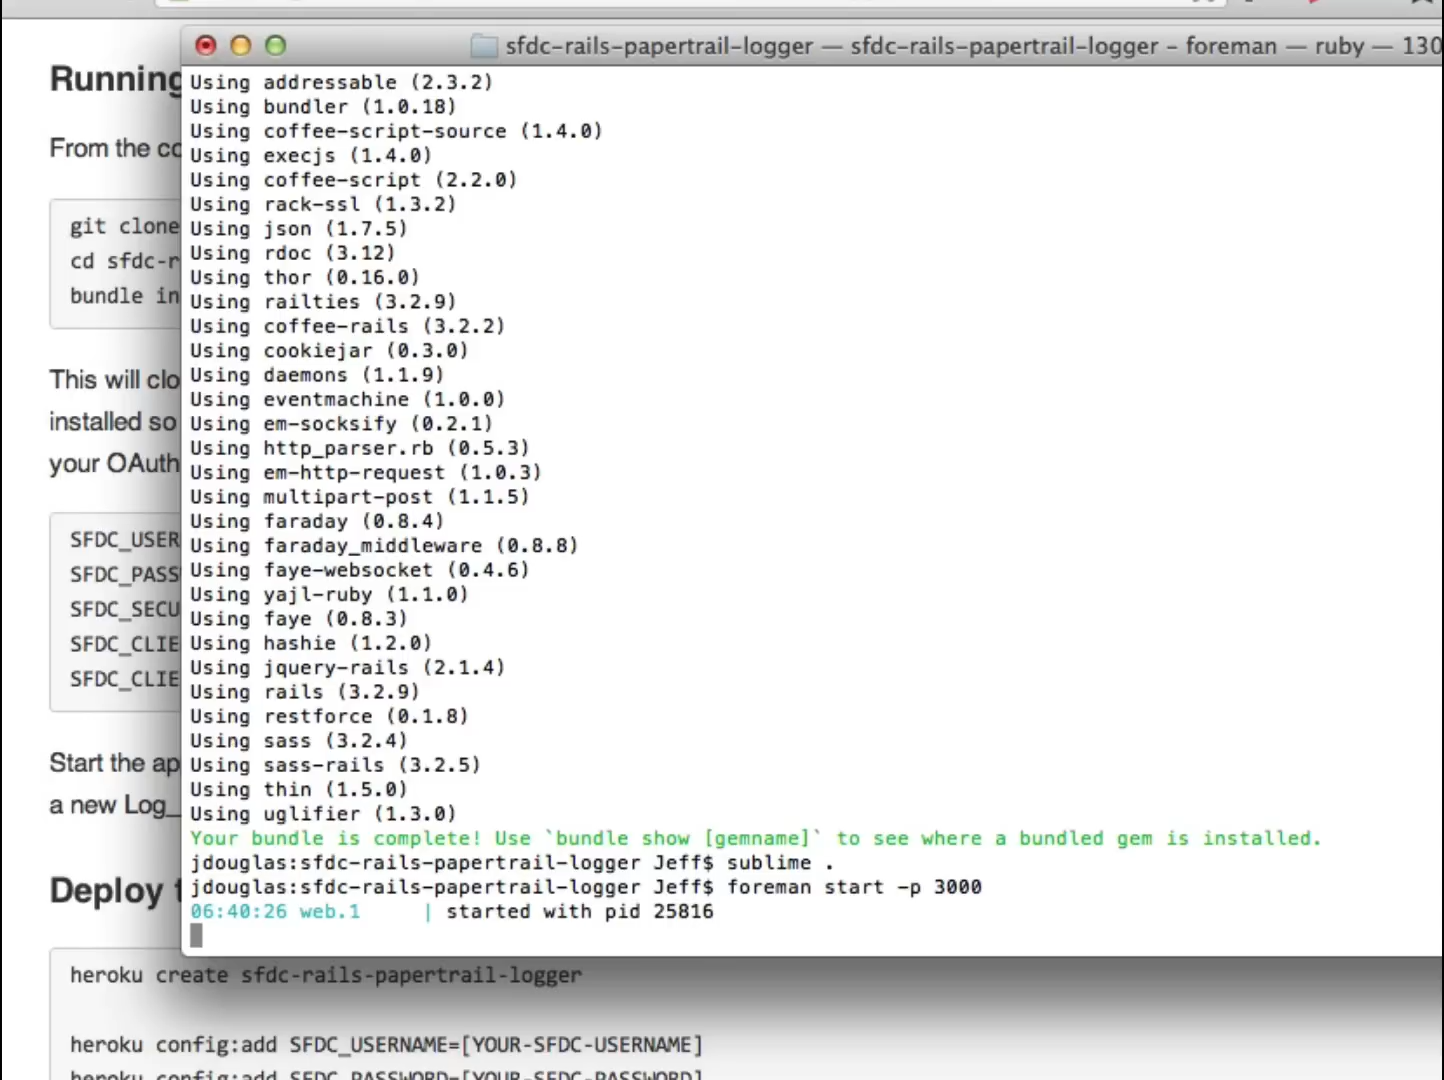 sfdc-rails-papertrail-logger — sfdc-rails-papertrail-logger – foreman — ruby — 130
Using addressable (2.3.2)
Using bundler (1.0.18)
Using coffee-script-source (1.4.0)
Using execjs (1.4.0)
Using coffee-script (2.2.0)
Using rack-ssl (1.3.2)
Using json (1.7.5)
Using rdoc (3.12)
Using thor (0.16.0)
Using railties (3.2.9)
Using coffee-rails (3.2.2)
Using cookiejar (0.3.0)
Using daemons (1.1.9)
Using eventmachine (1.0.0)
Using em-socksify (0.2.1)
Using http_parser.rb (0.5.3)
Using em-http-request (1.0.3)
Using multipart-post (1.1.5)
Using faraday (0.8.4)
Using faraday_middleware (0.8.8)
Using faye-websocket (0.4.6)
Using yajl-ruby (1.1.0)
Using faye (0.8.3)
Using hashie (1.2.0)
Using jquery-rails (2.1.4)
Using rails (3.2.9)
Using restforce (0.1.8)
Using sass (3.2.4)
Using sass-rails (3.2.5)
Using thin (1.5.0)
Using uglifier (1.3.0)
Your bundle is complete! Use `bundle show [gemname]` to see where a bundled gem is installed.
jdouglas:sfdc-rails-papertrail-logger Jeff$ sublime .
jdouglas:sfdc-rails-papertrail-logger Jeff$ foreman start -p 3000
06:40:26 web.1 | started with pid 25816
Running
From the co
git clone
cd sfdc-r
bundle in
This will clo
installed so
your OAuth
SFDC_USER
SFDC_PASS
SFDC_SECU
SFDC_CLIE
SFDC_CLIE
Start the ap
a new Log_
Deploy t
heroku create sfdc-rails-papertrail-logger
heroku config:add SFDC_USERNAME=[YOUR-SFDC-USERNAME]
heroku config:add SFDC_PASSWORD=[YOUR-SFDC-PASSWORD]